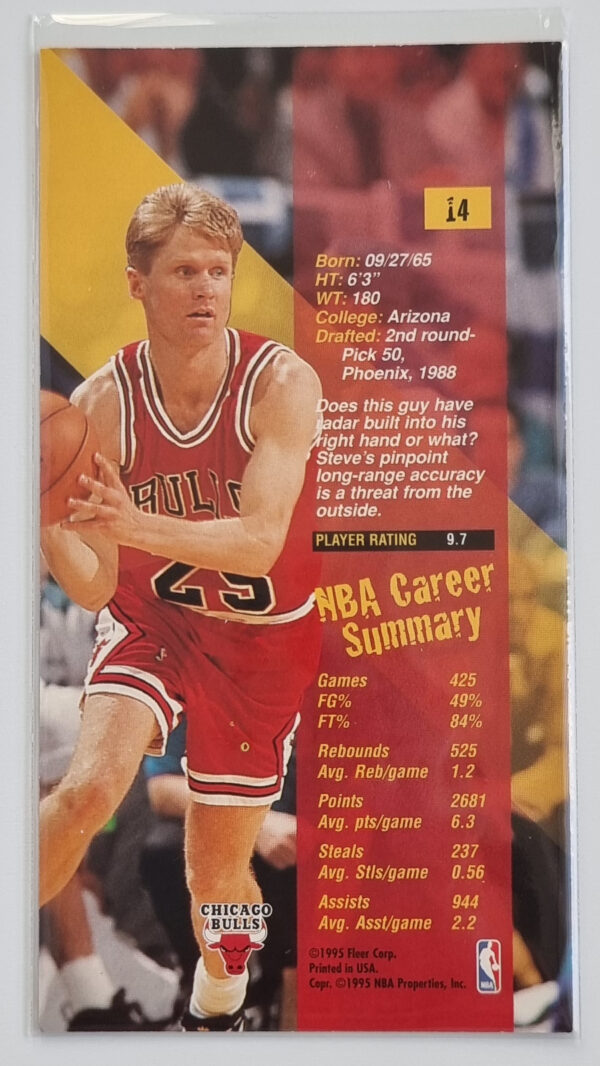 14
Born: 09/27/65
HT: 6'3"
WT: 180
College: Arizona
Drafted: 2nd round-
Pick 50,
Phoenix, 1988
Does this guy have
radar built into his
right hand or what?
Steve's pinpoint
long-range accuracy
is a threat from the
outside.
PLAYER RATING 9.7
NBA Career
Summary
Games 425
FG% 49%
FT% 84%
Rebounds 525
Avg. Reb/game 1.2
Points 2681
Avg. pts/game 6.3
Steals 237
Avg. Stls/game 0.56
Assists 944
Avg. Asst/game 2.2
©1995 Fleer Corp.
Printed in USA.
Copr. ©1995 NBA Properties, Inc.
NBA
BULLS
25
CHICAGO
BULLS